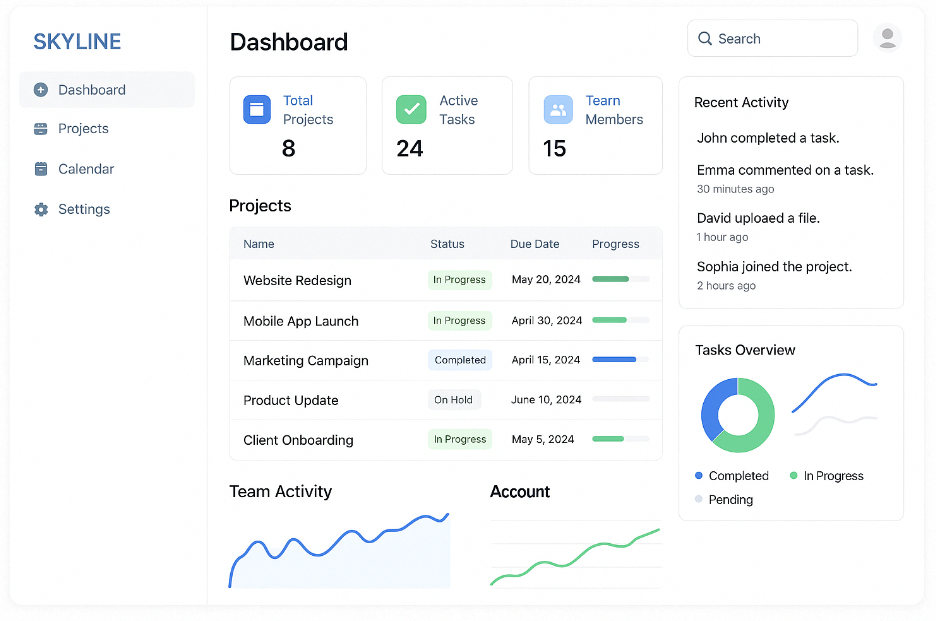 SKYLINE
Dashboard
Projects
Calendar
Settings
Dashboard
Search
Total
Projects
8
Active
Tasks
24
Tearn
Members
15
Projects
Name Status Due Date Progress
Website Redesign In Progress May 20, 2024
Mobile App Launch In Progress April 30, 2024
Marketing Campaign Completed April 15, 2024
Product Update On Hold June 10, 2024
Client Onboarding In Progress May 5, 2024
Team Activity
Account
Recent Activity
John completed a task.
Emma commented on a task.
30 minutes ago
David uploaed a file.
1 hour ago
Sophia joined the project.
2 hours ago
Tasks Overview
Completed In Progress
Pending